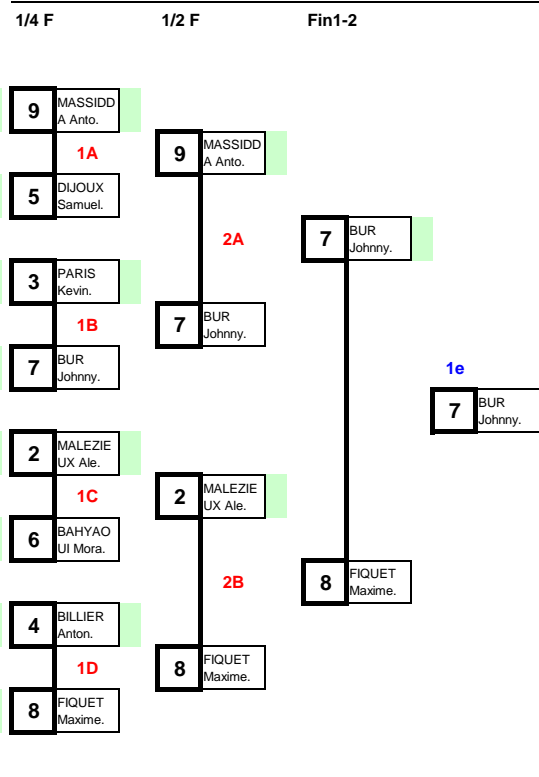 1/4 F 1/2 F Fin1-2
9 MASSIDD
A Anto.
1A
5 DIJOUX
Samuel.
3 PARIS
Kevin.
1B
7 BUR
Johnny.
2 MALEZIE
UX Ale.
1C
6 BAHYAO
UI Mora.
4 BILLIER
Anton.
1D
8 FIQUET
Maxime.
9 MASSIDD
A Anto.
2A
7 BUR
Johnny.
2 MALEZIE
UX Ale.
2B
8 FIQUET
Maxime.
7 BUR
Johnny.
8 FIQUET
Maxime.
1e
7 BUR
Johnny.